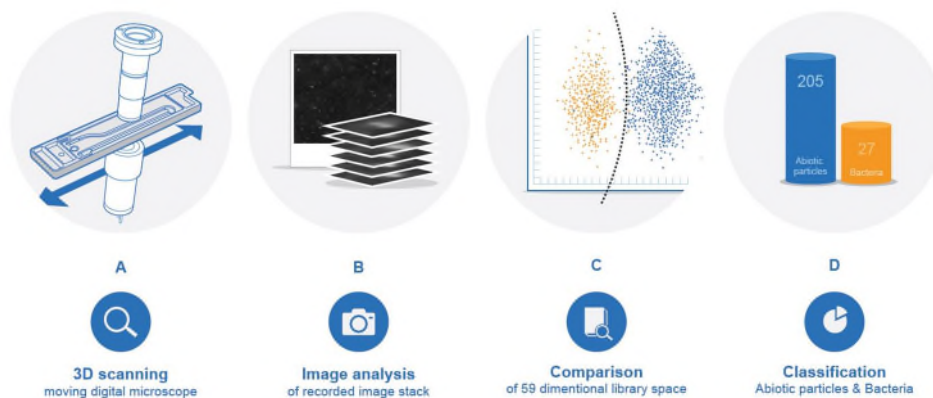 205
27
Abiotic
particles
Bacteria
A
B
C
D
3D scanning
moving digital microscope
Image analysis
of recorded image stack
Comparison
of 59 dimentional library space
Classification
Abiotic particles & Bacteria